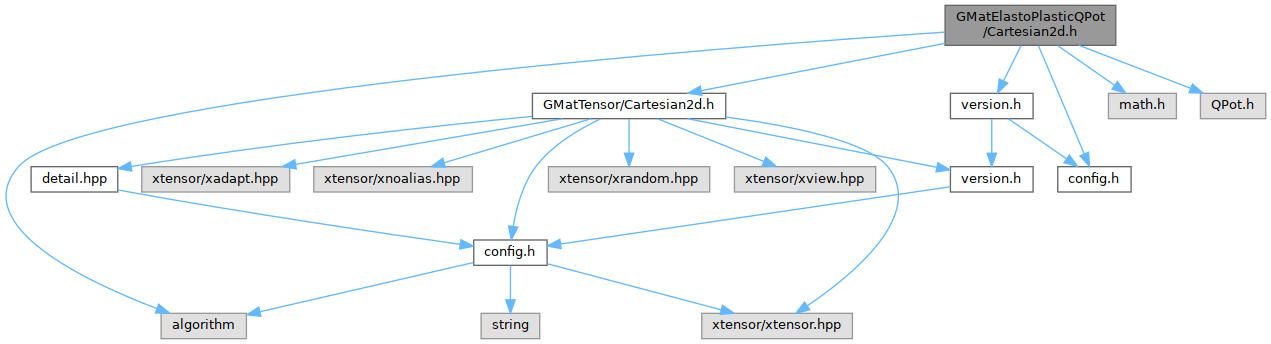 GMatElastoPlasticQPot
/Cartesian2d.h
GMatTensor/Cartesian2d.h
version.h
math.h
QPot.h
detail.hpp
xtensor/xadapt.hpp
xtensor/xnoalias.hpp
xtensor/xrandom.hpp
xtensor/xview.hpp
version.h
config.h
config.h
algorithm
string
xtensor/xtensor.hpp